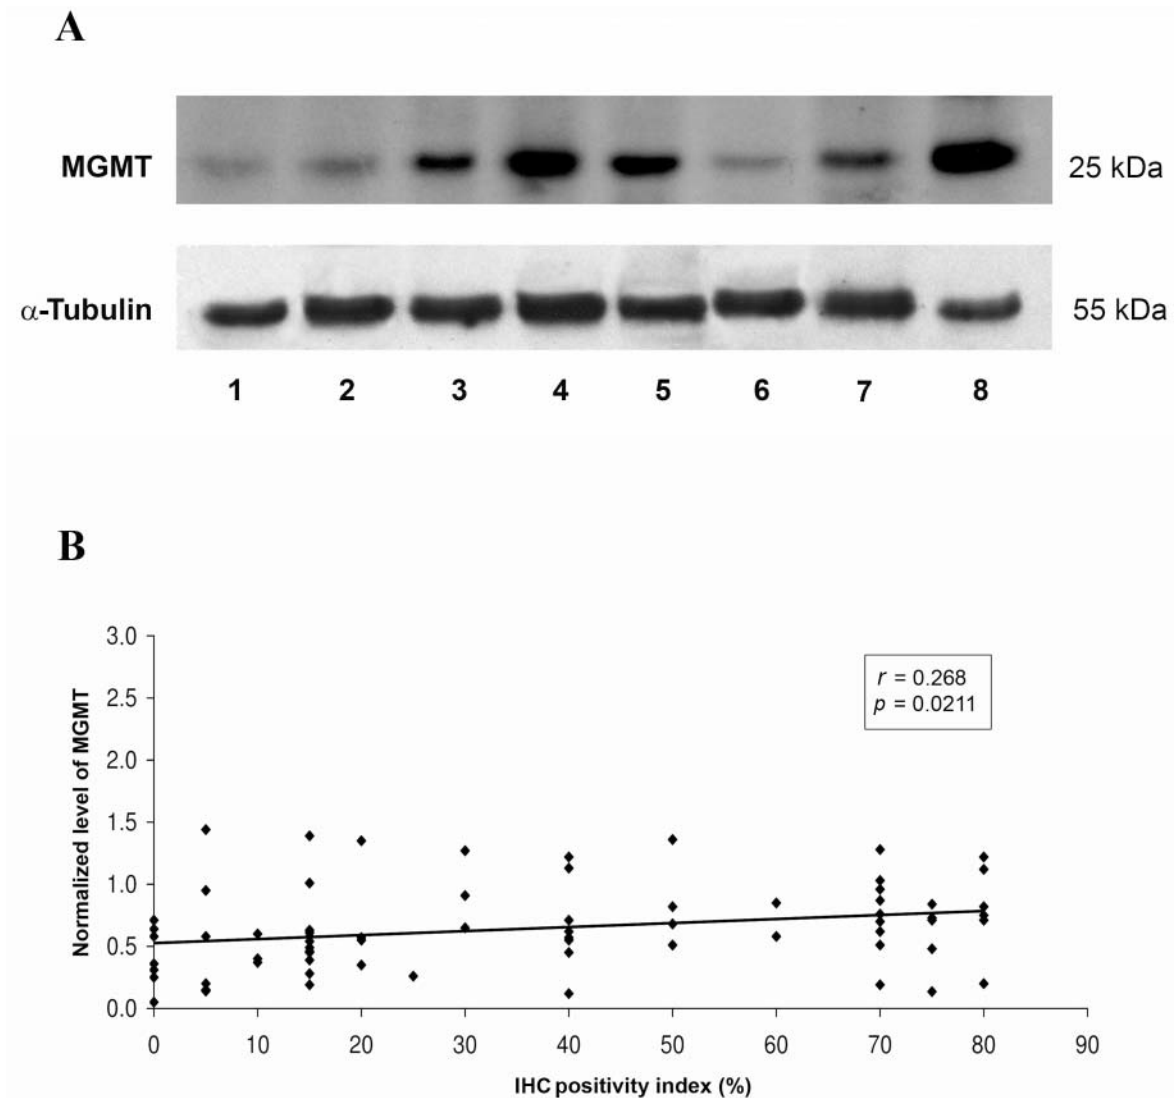 A
MGMT
25 kDa
α-Tubulin
55 kDa
1 2 3 4 5 6 7 8
B
Normalized level of MGMT
3.0
2.5
2.0
1.5
1.0
0.5
0.0
r = 0.268
p = 0.0211
0 10 20 30 40 50 60 70 80 90
IHC positivity index (%)